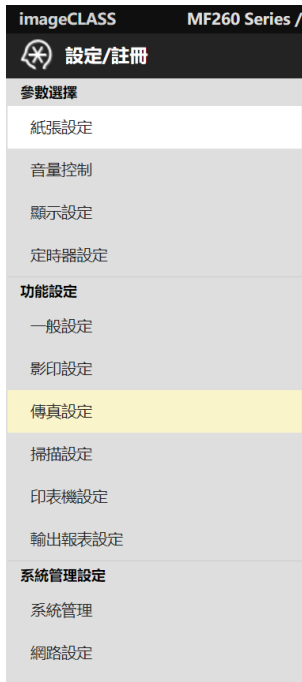 imageCLASS MF260 Series /
設定/註冊
參數選擇
紙張設定
音量控制
顯示設定
定時器設定
功能設定
一般設定
影印設定
傳真設定
掃描設定
印表機設定
輸出報表設定
系統管理設定
系統管理
網路設定